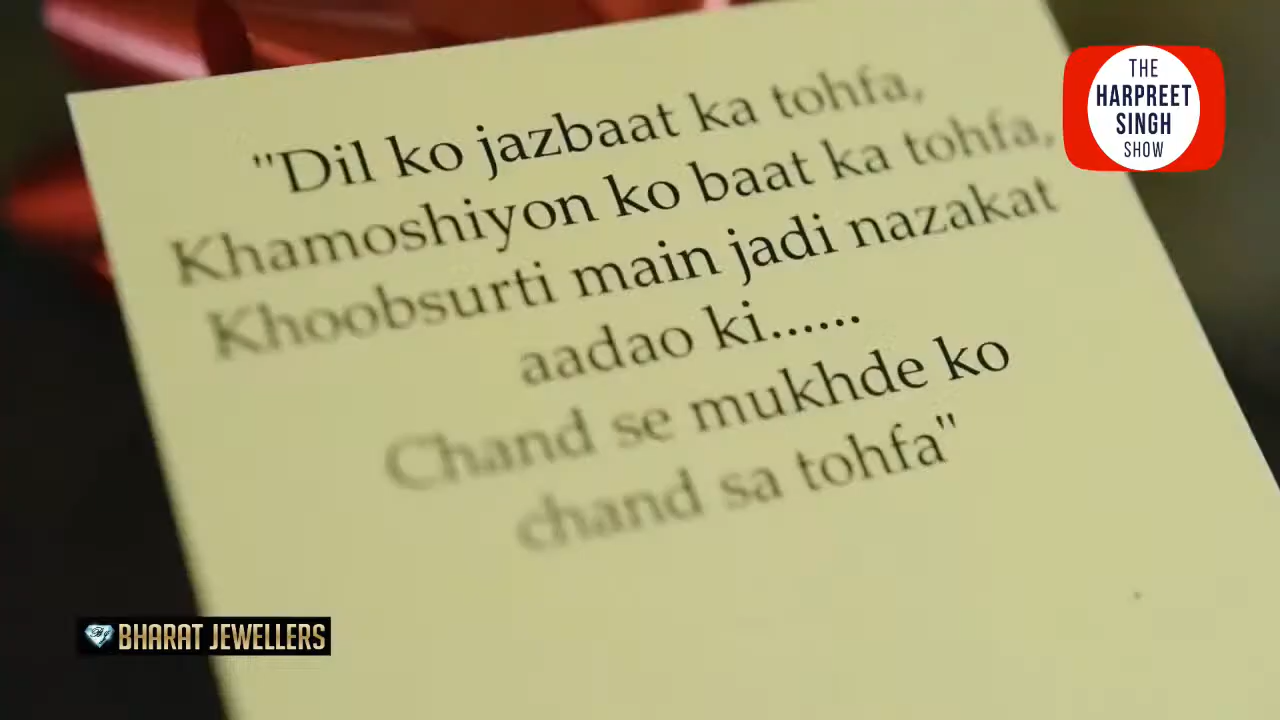 "Dil ko jazbaat ka tohfa,
Khamoshiyon ko baat ka tohfa,
Khoobsurti main jadi nazakat
aadao ki......
Chand se mukhde ko
chand sa tohfa"
THE
HARPREET
SINGH
SHOW
BHARAT JEWELLERS